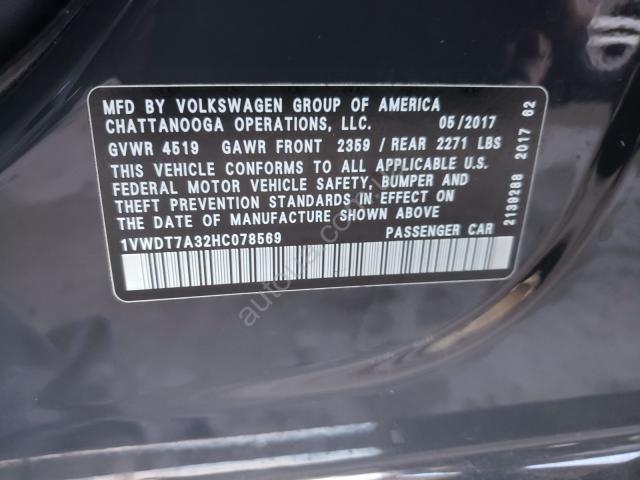 MFD BY VOLKSWAGEN GROUP OF AMERICA
CHATTANOOGA OPERATIONS, LLC. 05/2017
GVWR 4519 GAWR FRONT 2359 / REAR 2271 LBS
THIS VEHICLE CONFORMS TO ALL APPLICABLE U.S.
FEDERAL MOTOR VEHICLE SAFETY, BUMPER AND
THEFT PREVENTION STANDARDS IN EFFECT ON
THE DATE OF MANUFACTURE SHOWN ABOVE
1VWDT7A32HC078569 PASSENGER CAR
2139288 2017 62